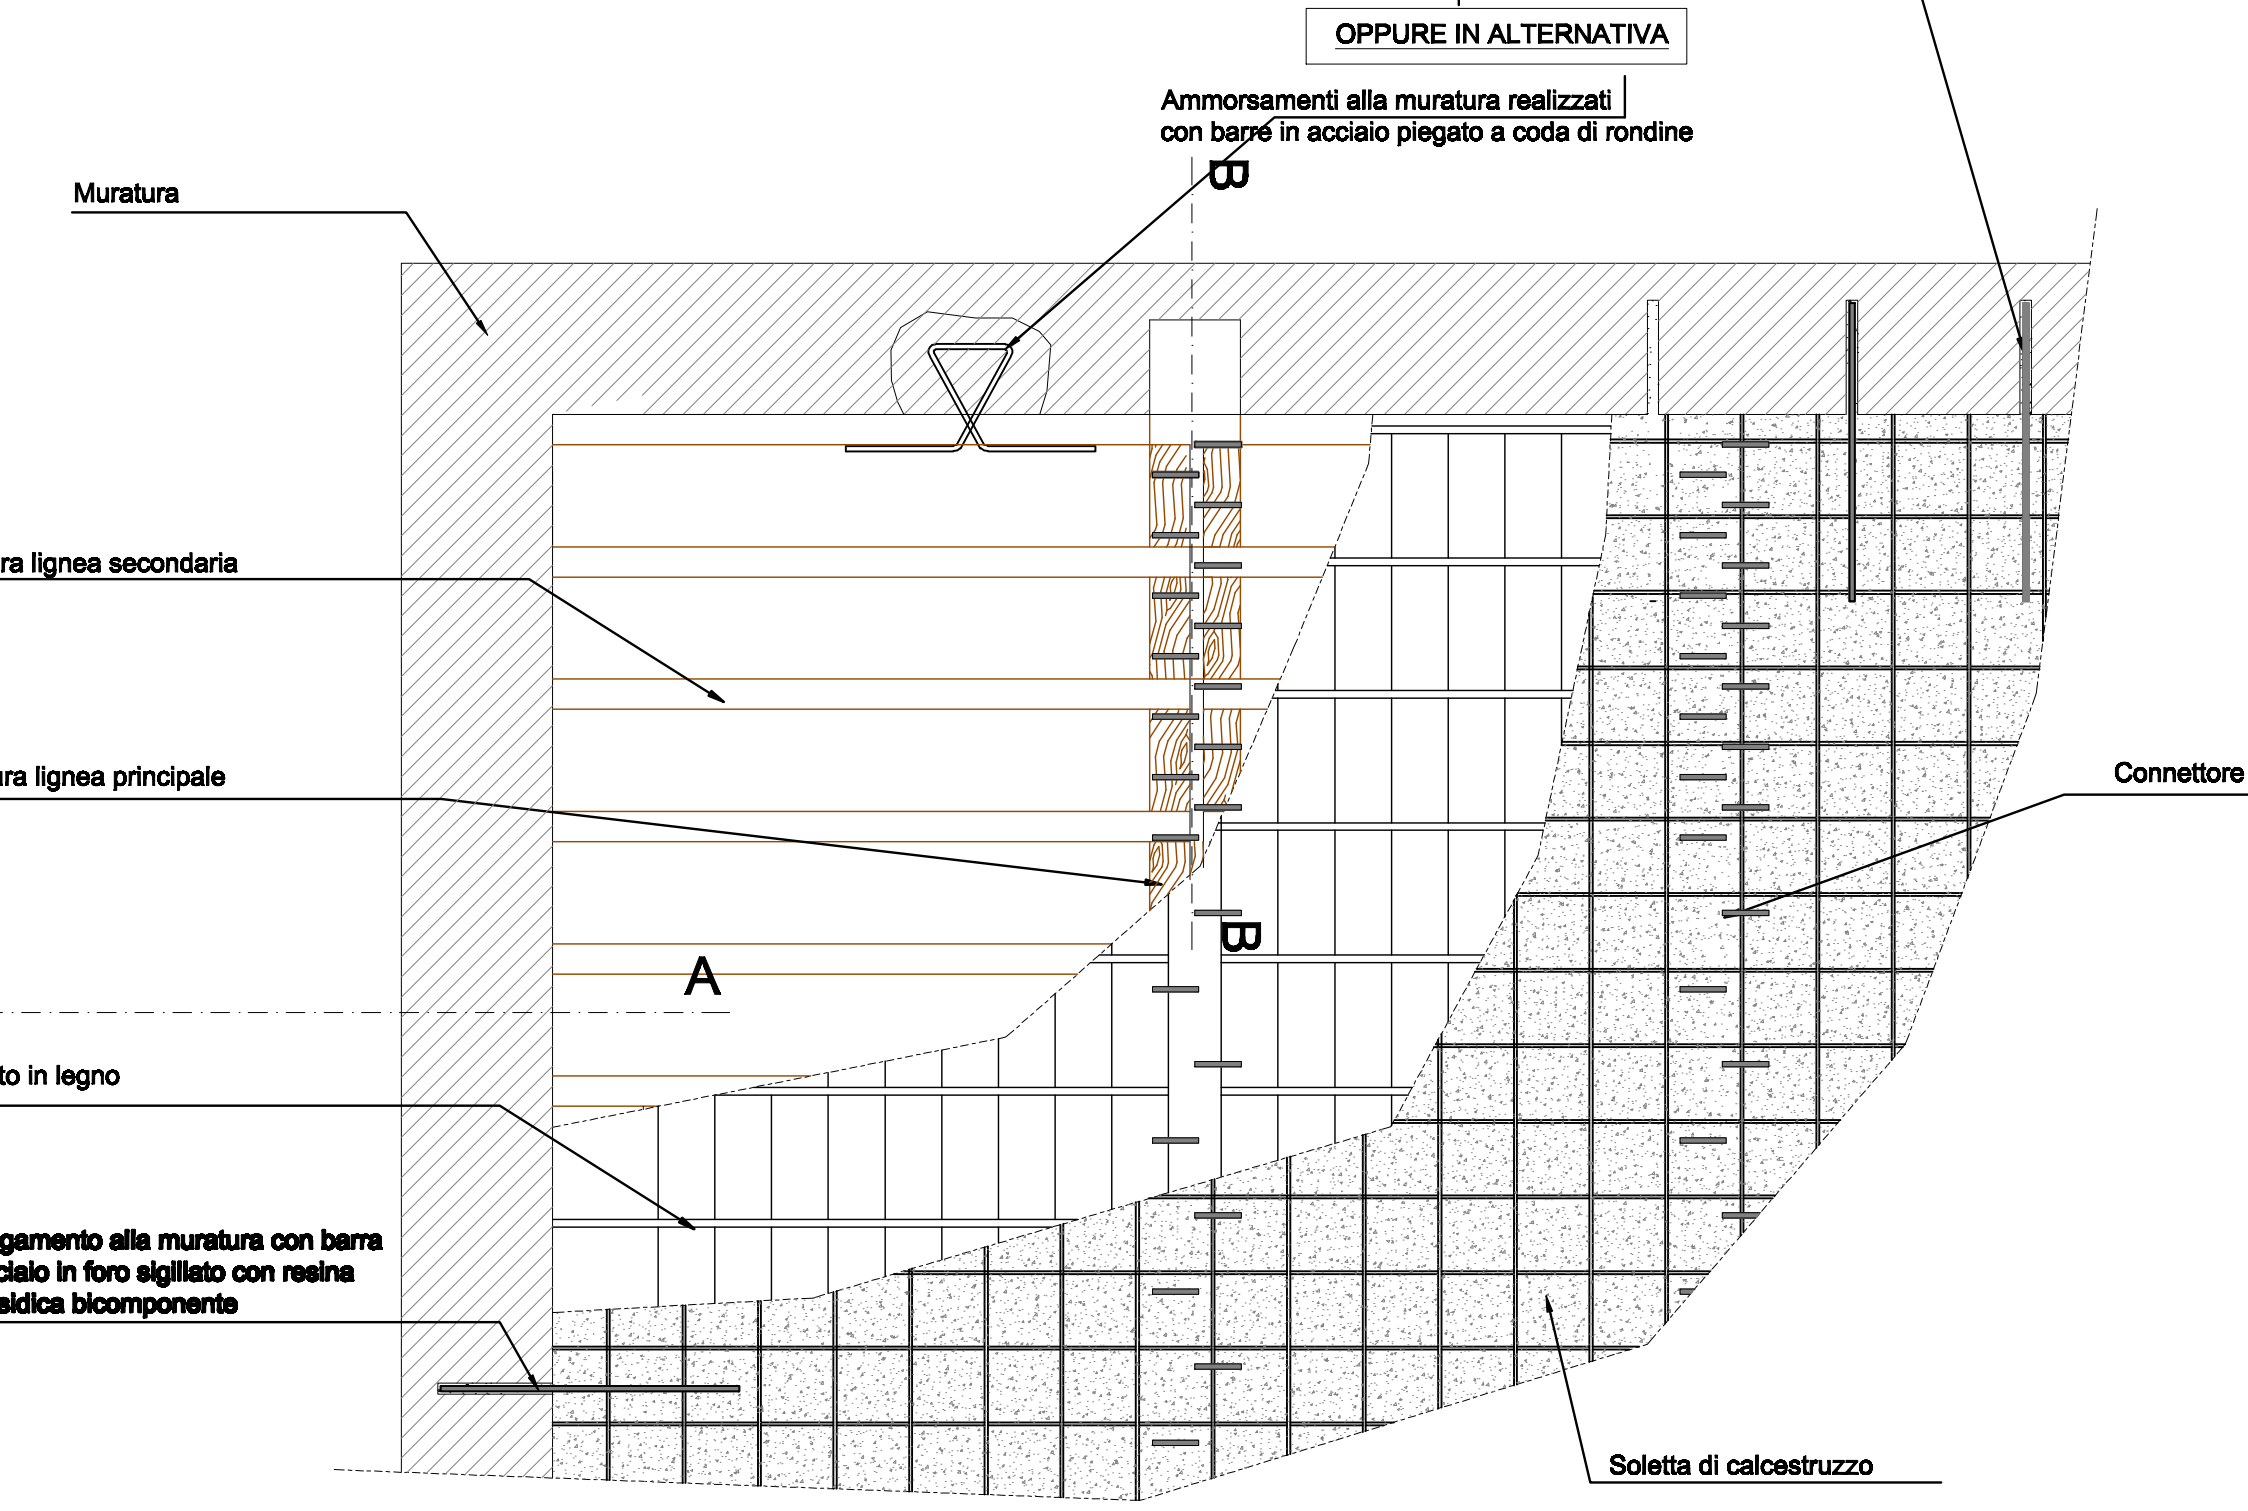 OPPURE IN ALTERNATIVA
Ammorsamenti alla muratura realizzati
con barre in acciaio piegato a coda di rondine
B
Muratura
ra lignea secondaria
ura lignea principale
Connettore
B
A
to in legno
gamento alla muratura con barra
ciaio in foro sigillato con resina
sidica bicomponente
Soletta di calcestruzzo